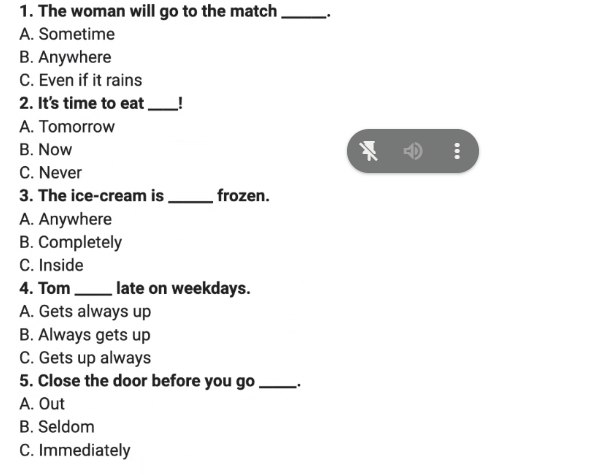 1. The woman will go to the match ______.
A. Sometime
B. Anywhere
C. Even if it rains
2. It's time to eat ____!
A. Tomorrow
B. Now
C. Never
3. The ice-cream is ______ frozen.
A. Anywhere
B. Completely
C. Inside
4. Tom _____ late on weekdays.
A. Gets always up
B. Always gets up
C. Gets up always
5. Close the door before you go _____.
A. Out
B. Seldom
C. Immediately